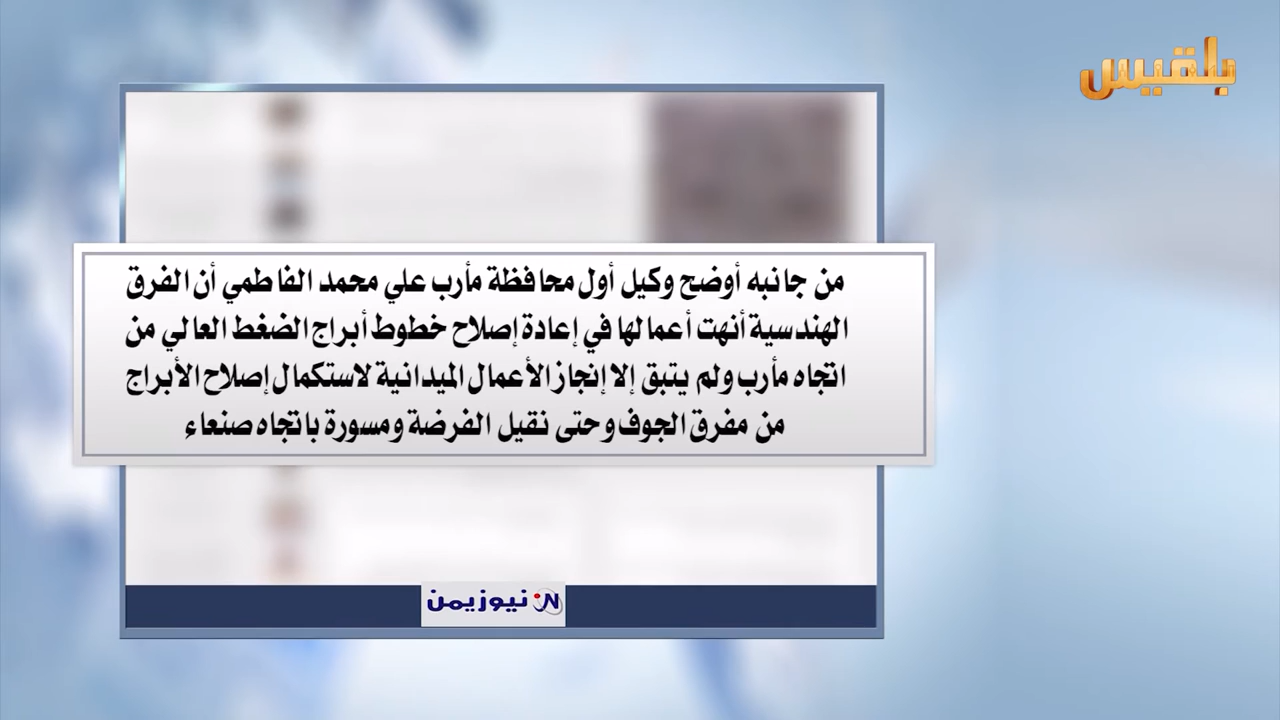 بلقيس
من جانبه أوضح وكيل أول محافظة مأرب علي محمد الفاطمي أن الفرق
الهندسية أنهت أعمالها في إعادة إصلاح خطوط أبراج الضغط العالي من
اتجاه مأرب ولم يتبق إلا إنجاز الأعمال الميدانية لاستكمال إصلاح الأبراج
من مفرق الجوف وحتى نقيل الفرضة ومسورة باتجاه صنعاء
نيوزيمن